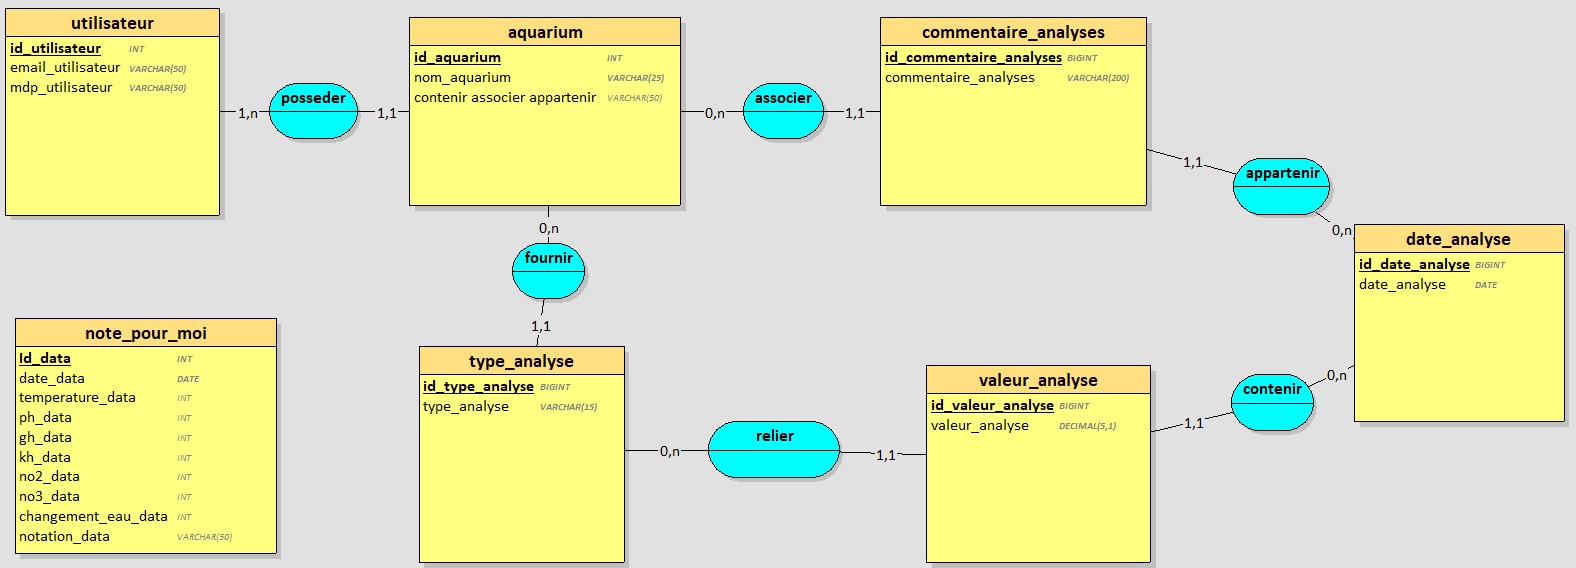 utilisateur
id_utilisateur INT
email_utilisateur VARCHAR(50)
mdp_utilisateur VARCHAR(50)
1,n
posseder
1,1
aquarium
id_aquarium INT
nom_aquarium VARCHAR(25)
contenir associer appartenir VARCHAR(50)
0,n
associer
1,1
commentaire_analyses
id_commentaire_analyses BIGINT
commentaire_analyses VARCHAR(200)
1,1
appartenir
0,n
date_analyse
id_date_analyse BIGINT
date_analyse DATE
0,n
fournir
1,1
note_pour_moi
Id_data INT
date_data DATE
temperature_data INT
ph_data INT
gh_data INT
kh_data INT
no2_data INT
no3_data INT
changement_eau_data INT
notation_data VARCHAR(50)
type_analyse
id_type_analyse BIGINT
type_analyse VARCHAR(15)
0,n
relier
1,1
valeur_analyse
id_valeur_analyse BIGINT
valeur_analyse DECIMAL(5,1)
1,1
contenir
0,n